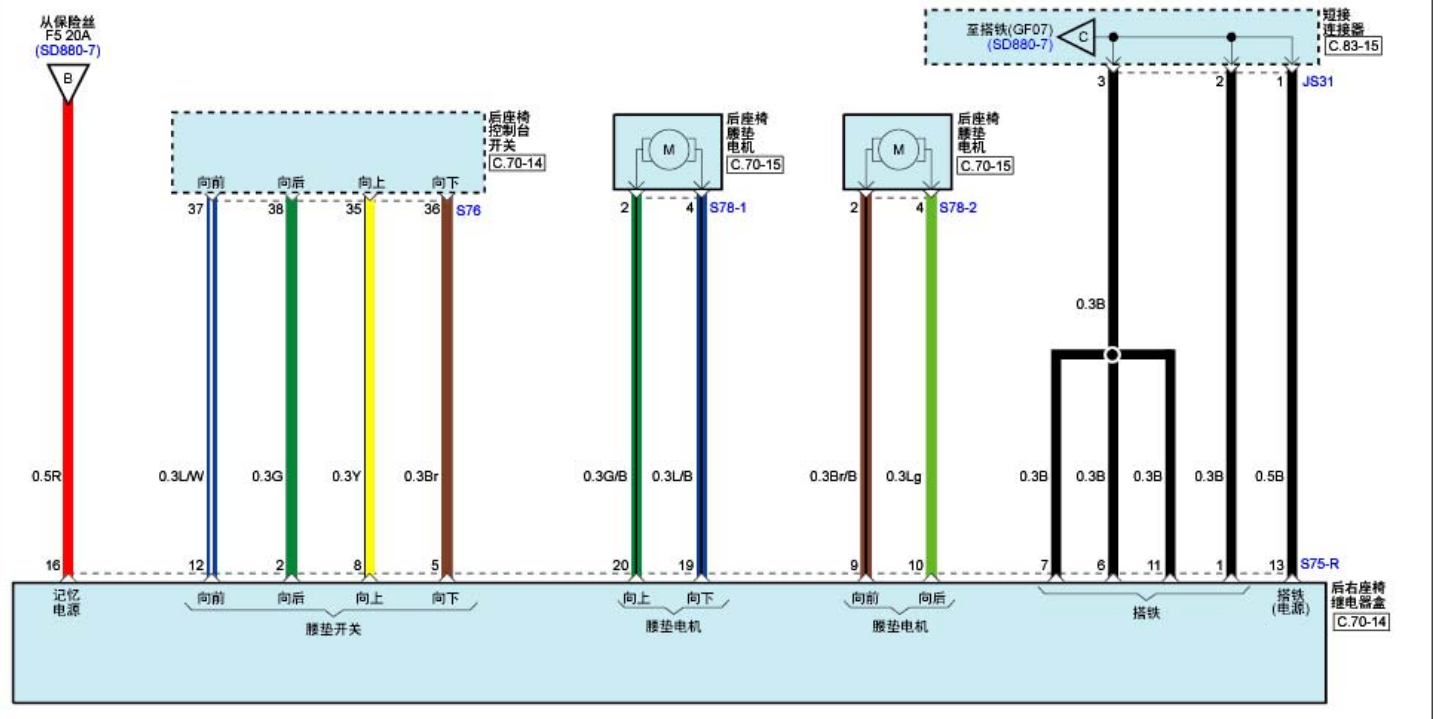 从保险丝
F5 20A
(SD880-7)
B
至搭铁(GF07)
(SD880-7)
C
短接
连接器
C.83-15
3
2
1
JS31
后座椅
控制台
开关
C.70-14
向前
向后
向上
向下
37
38
35
36
S76
M
后座椅
腰垫
电机
C.70-15
2
4
S78-1
M
后座椅
腰垫
电机
C.70-15
2
4
S78-2
0.3B
0.5R
0.3L/W
0.3G
0.3Y
0.3Br
0.3G/B
0.3L/B
0.3Br/B
0.3Lg
0.3B
0.3B
0.3B
0.3B
0.5B
16
12
2
8
5
20
19
9
10
7
6
11
1
13
S75-R
记忆
电源
向前
向后
向上
向下
腰垫开关
向上
向下
腰垫电机
向前
向后
腰垫电机
搭铁
搭铁
(电源)
后右座椅
继电器盒
C.70-14